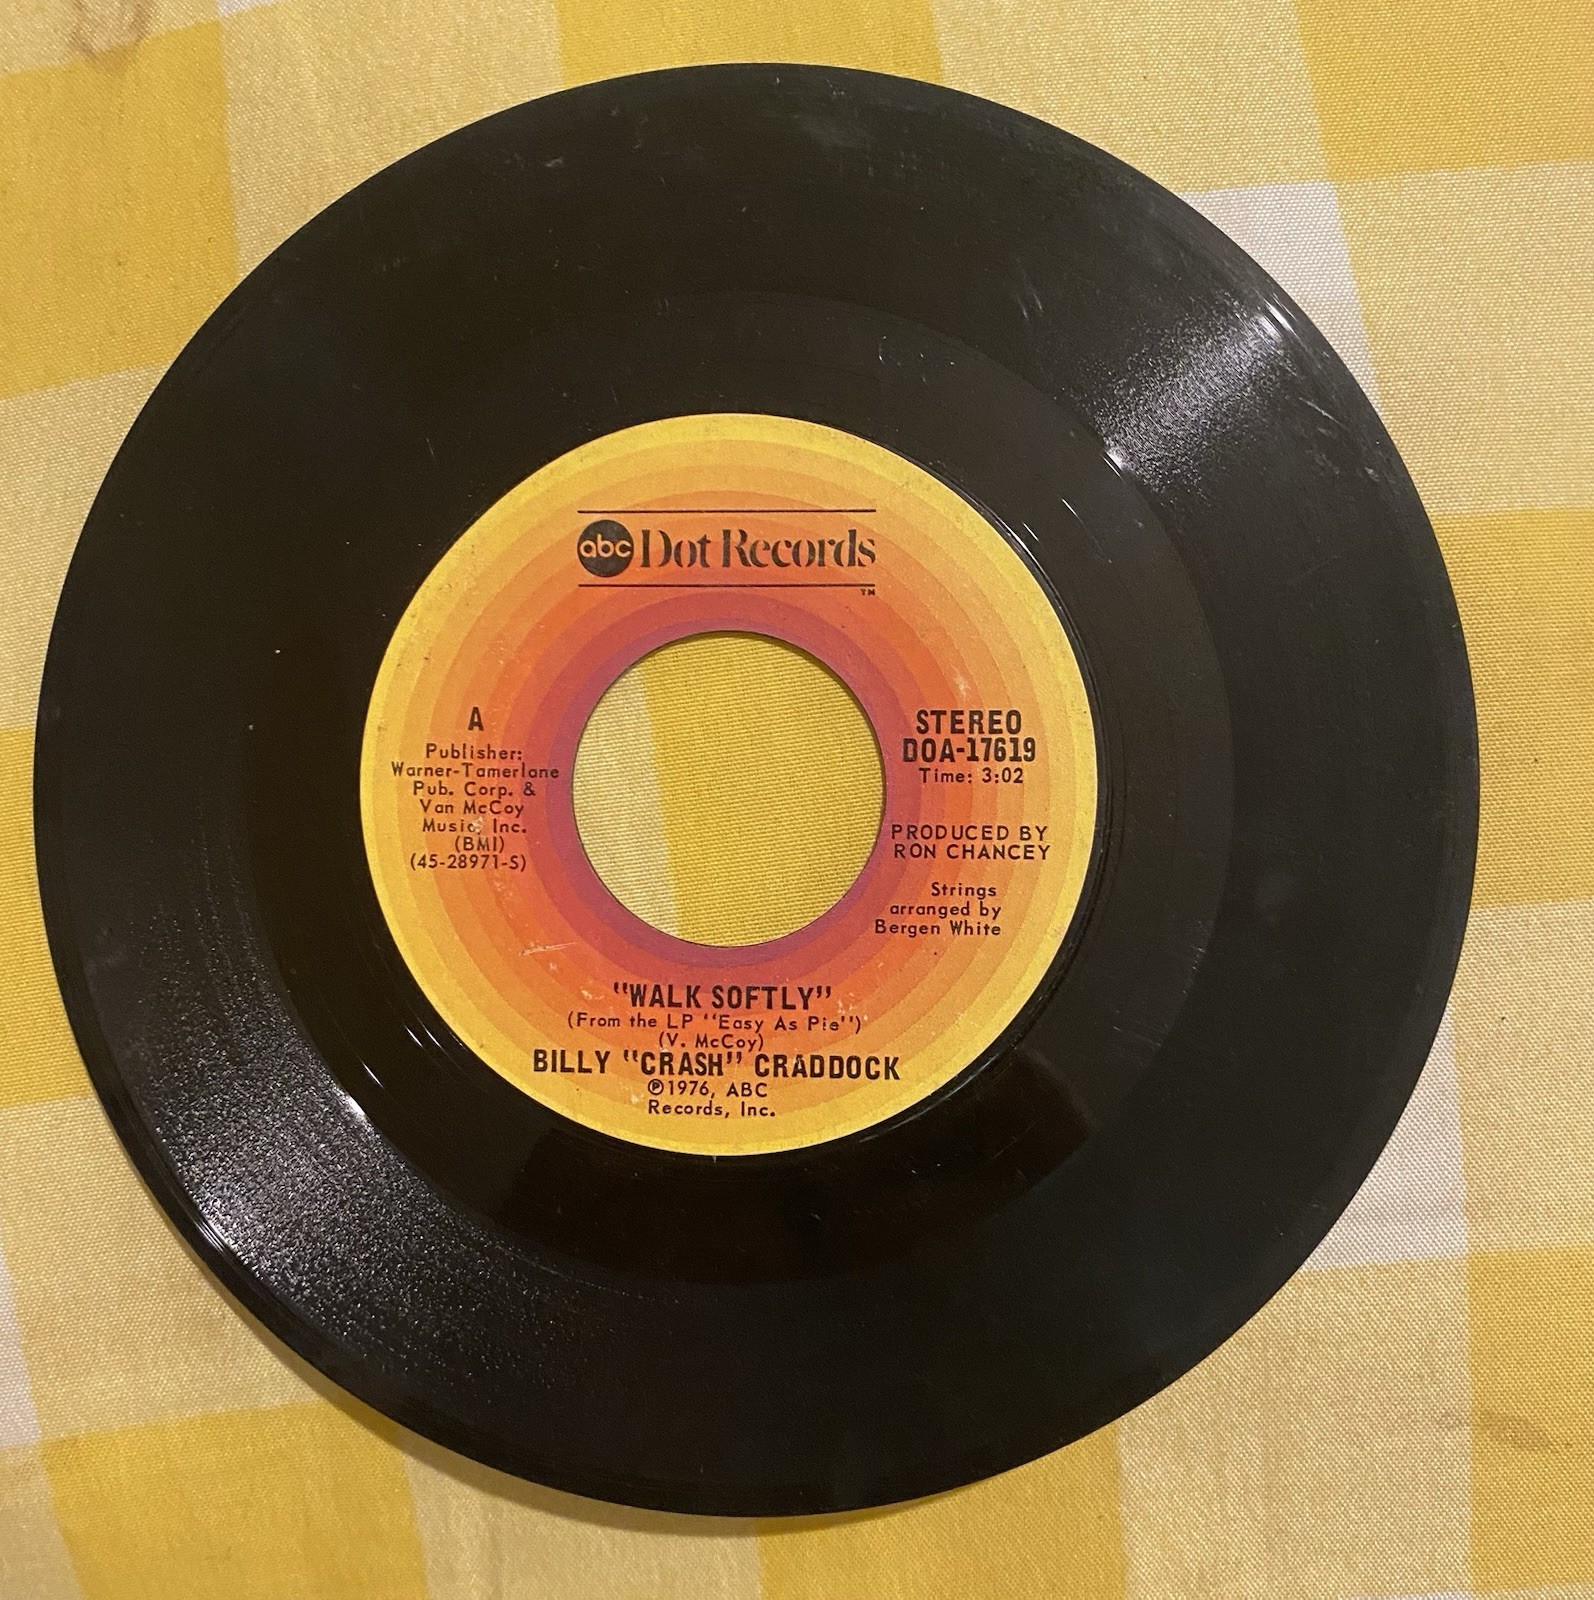 abc Dot Records
TM
A
Publisher:
Warner-Tamerlane
Pub. Corp. &
Van McCoy
Music, Inc.
(BMI)
(45-28971-S)
STEREO
DOA-17619
Time: 3:02
PRODUCED BY
RON CHANCEY
Strings
arranged by
Bergen White
"WALK SOFTLY"
(From the LP "Easy As Pie")
(V. McCoy)
BILLY "CRASH" CRADDOCK
℗1976, ABC
Records, Inc.